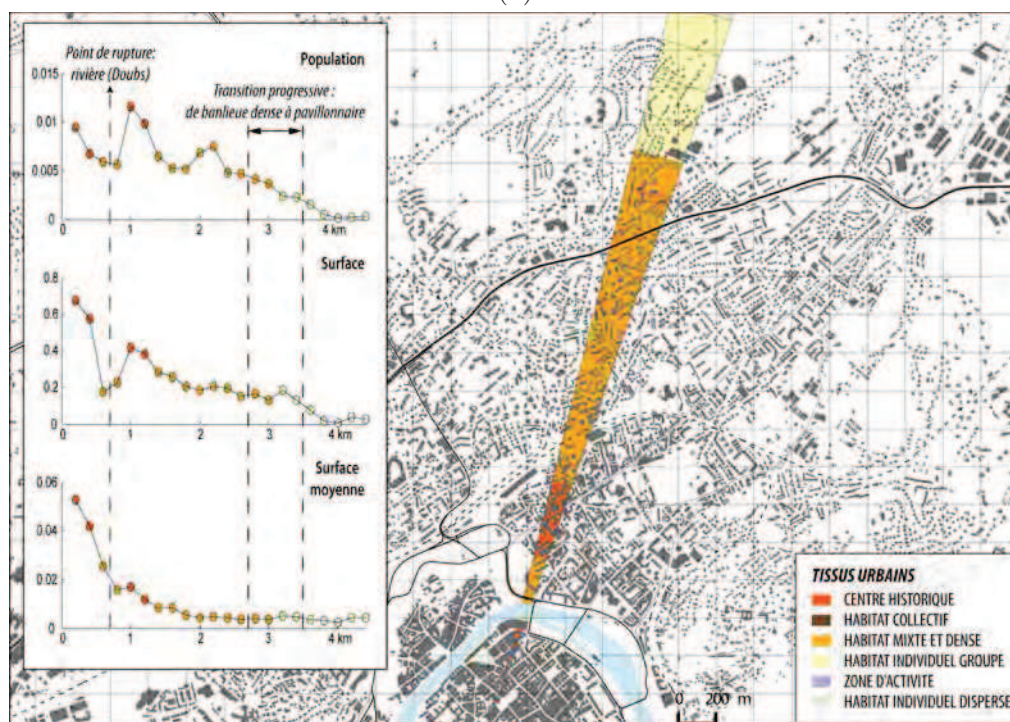 Point de rupture:
rivière (Doubs)
Population
0.015
Transition progressive :
de banlieue dense à pavillonnaire
0.01
0.005
0
0 1 2 3 4 km
Surface
0.8
0.6
0.4
0.2
0
0 1 2 3 4 km
Surface
moyenne
0.06
0.04
0.02
0
0 1 2 3 4 km
TISSUS URBAINS
CENTRE HISTORIQUE
HABITAT COLLECTIF
HABITAT MIXTE ET DENSE
HABITAT INDIVIDUEL GROUPE
ZONE D'ACTIVITE
HABITAT INDIVIDUEL DISPERSE
0 200 m